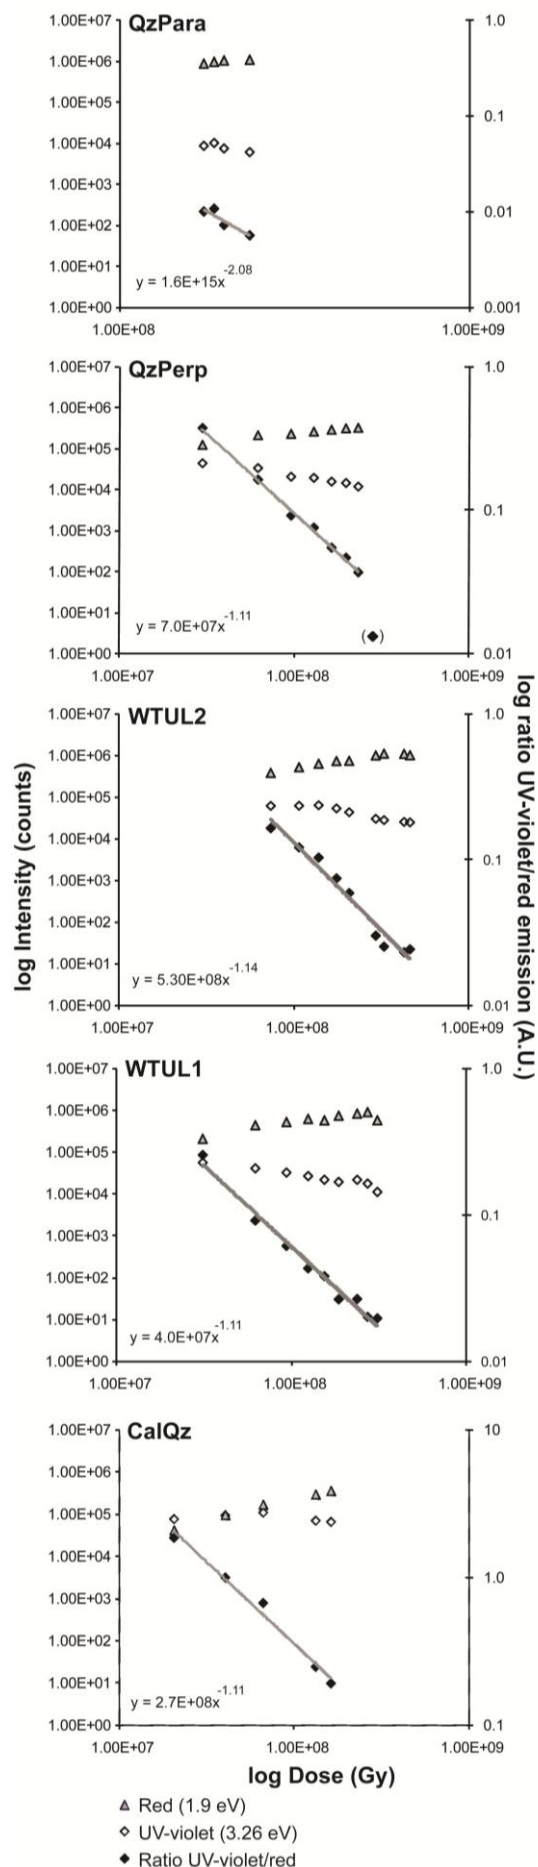 QzPara
1.00E+07
1.00E+06
1.00E+05
1.00E+04
1.00E+03
1.00E+02
1.00E+01
1.00E+00
1.0
0.1
0.01
0.001
y = 1.6E+15x-2.08
1.00E+08
1.00E+09
QzPerp
1.00E+07
1.00E+06
1.00E+05
1.00E+04
1.00E+03
1.00E+02
1.00E+01
1.00E+00
1.0
0.1
0.01
y = 7.0E+07x-1.11
(◆)
1.00E+07
1.00E+08
1.00E+09
WTUL2
1.00E+07
1.00E+06
1.00E+05
1.00E+04
1.00E+03
1.00E+02
1.00E+01
1.00E+00
1.0
0.1
0.01
y = 5.30E+08x-1.14
1.00E+07
1.00E+08
1.00E+09
log Intensity (counts)
log ratio UV-violet/red emission (A.U.)
WTUL1
1.00E+07
1.00E+06
1.00E+05
1.00E+04
1.00E+03
1.00E+02
1.00E+01
1.00E+00
1.0
0.1
0.01
y = 4.0E+07x-1.11
1.00E+07
1.00E+08
1.00E+09
CalQz
1.00E+07
1.00E+06
1.00E+05
1.00E+04
1.00E+03
1.00E+02
1.00E+01
1.00E+00
10
1.0
0.1
y = 2.7E+08x-1.11
1.00E+07
1.00E+08
1.00E+09
log Dose (Gy)
Red (1.9 eV)
UV-violet (3.26 eV)
Ratio UV-violet/red